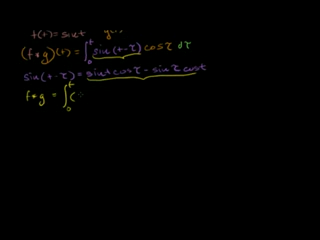 f(t) = sin t g(
(f * g)(t) = ∫₀ᵗ sin(t - τ) cos τ dτ
sin(t - τ) = sin t cos τ - sin τ cos t
f * g = ∫₀ᵗ (